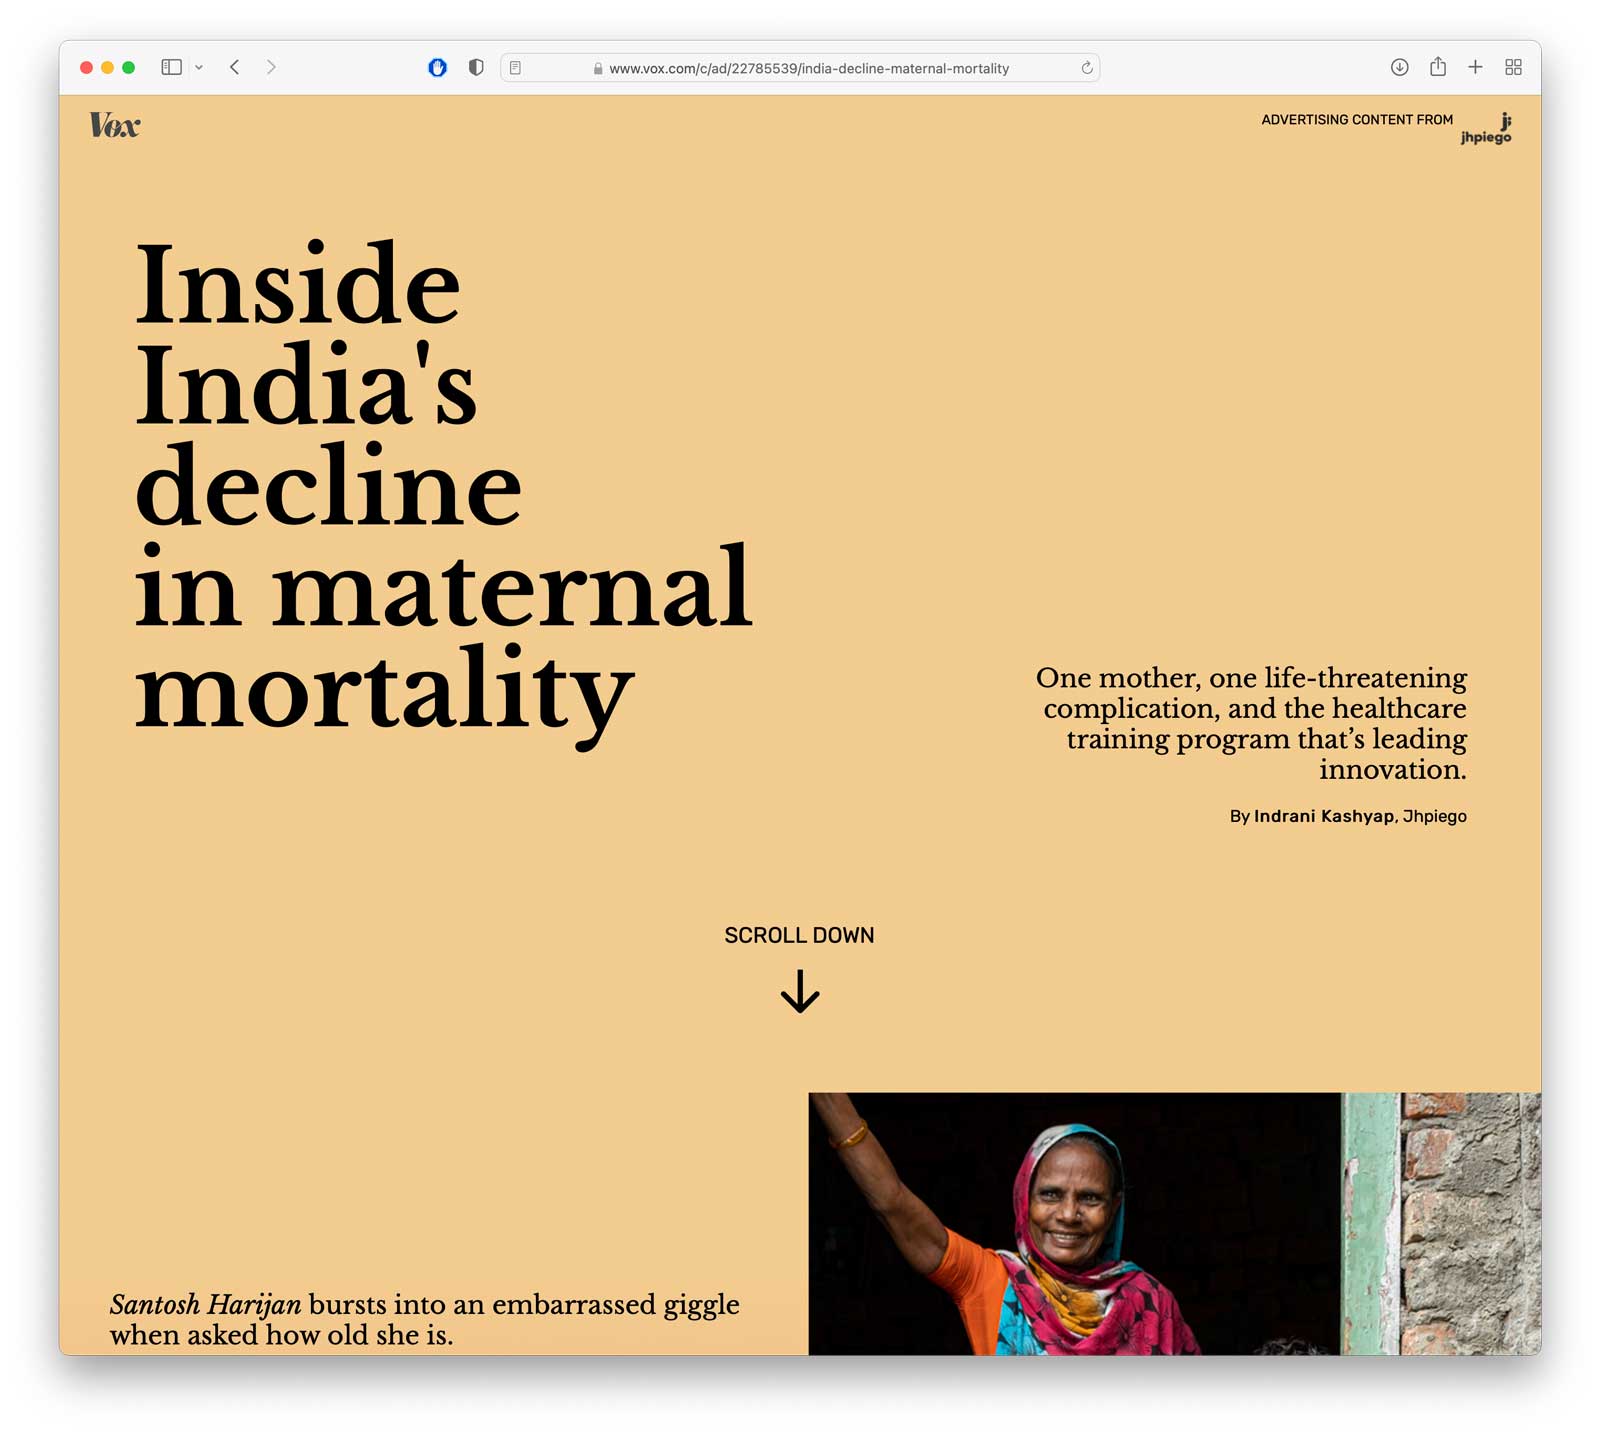 www.vox.com/c/ad/22785539/india-decline-maternal-mortality
Vox
ADVERTISING CONTENT FROM
j:
jhpiego
Inside
India's
decline
in maternal
mortality
One mother, one life-threatening
complication, and the healthcare
training program that’s leading
innovation.
By Indrani Kashyap, Jhpiego
SCROLL DOWN
Santosh Harijan bursts into an embarrassed giggle
when asked how old she is.